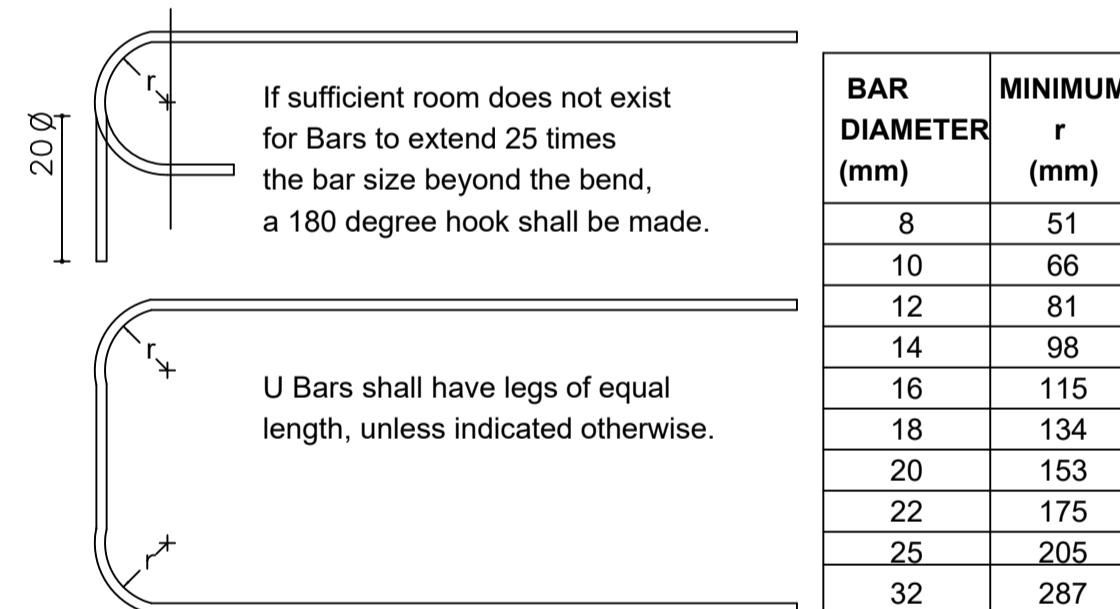 r
20 Ø
If sufficient room does not exist
for Bars to extend 25 times
the bar size beyond the bend,
a 180 degree hook shall be made.
r
U Bars shall have legs of equal
length, unless indicated otherwise.
r
BAR DIAMETER (mm) MINIMUM r (mm)
8 51
10 66
12 81
14 98
16 115
18 134
20 153
22 175
25 205
32 287